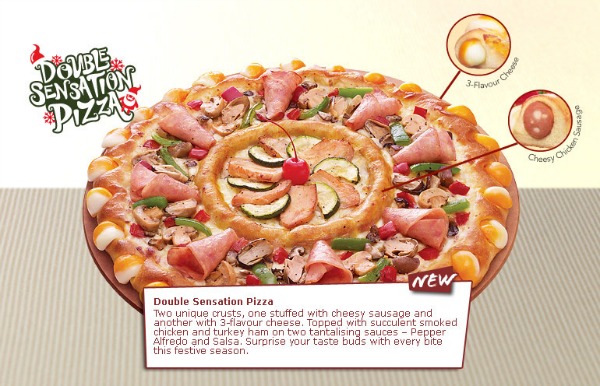 DOUBLE
SENSATION
PIZZA
3-Flavour Cheese
Cheesy Chicken Sausage
NEW
Double Sensation Pizza
Two unique crusts, one stuffed with cheesy sausage and
another with 3-flavour cheese. Topped with succulent smoked
chicken and turkey ham on two tantalising sauces – Pepper
Alfredo and Salsa. Surprise your taste buds with every bite
this festive season.